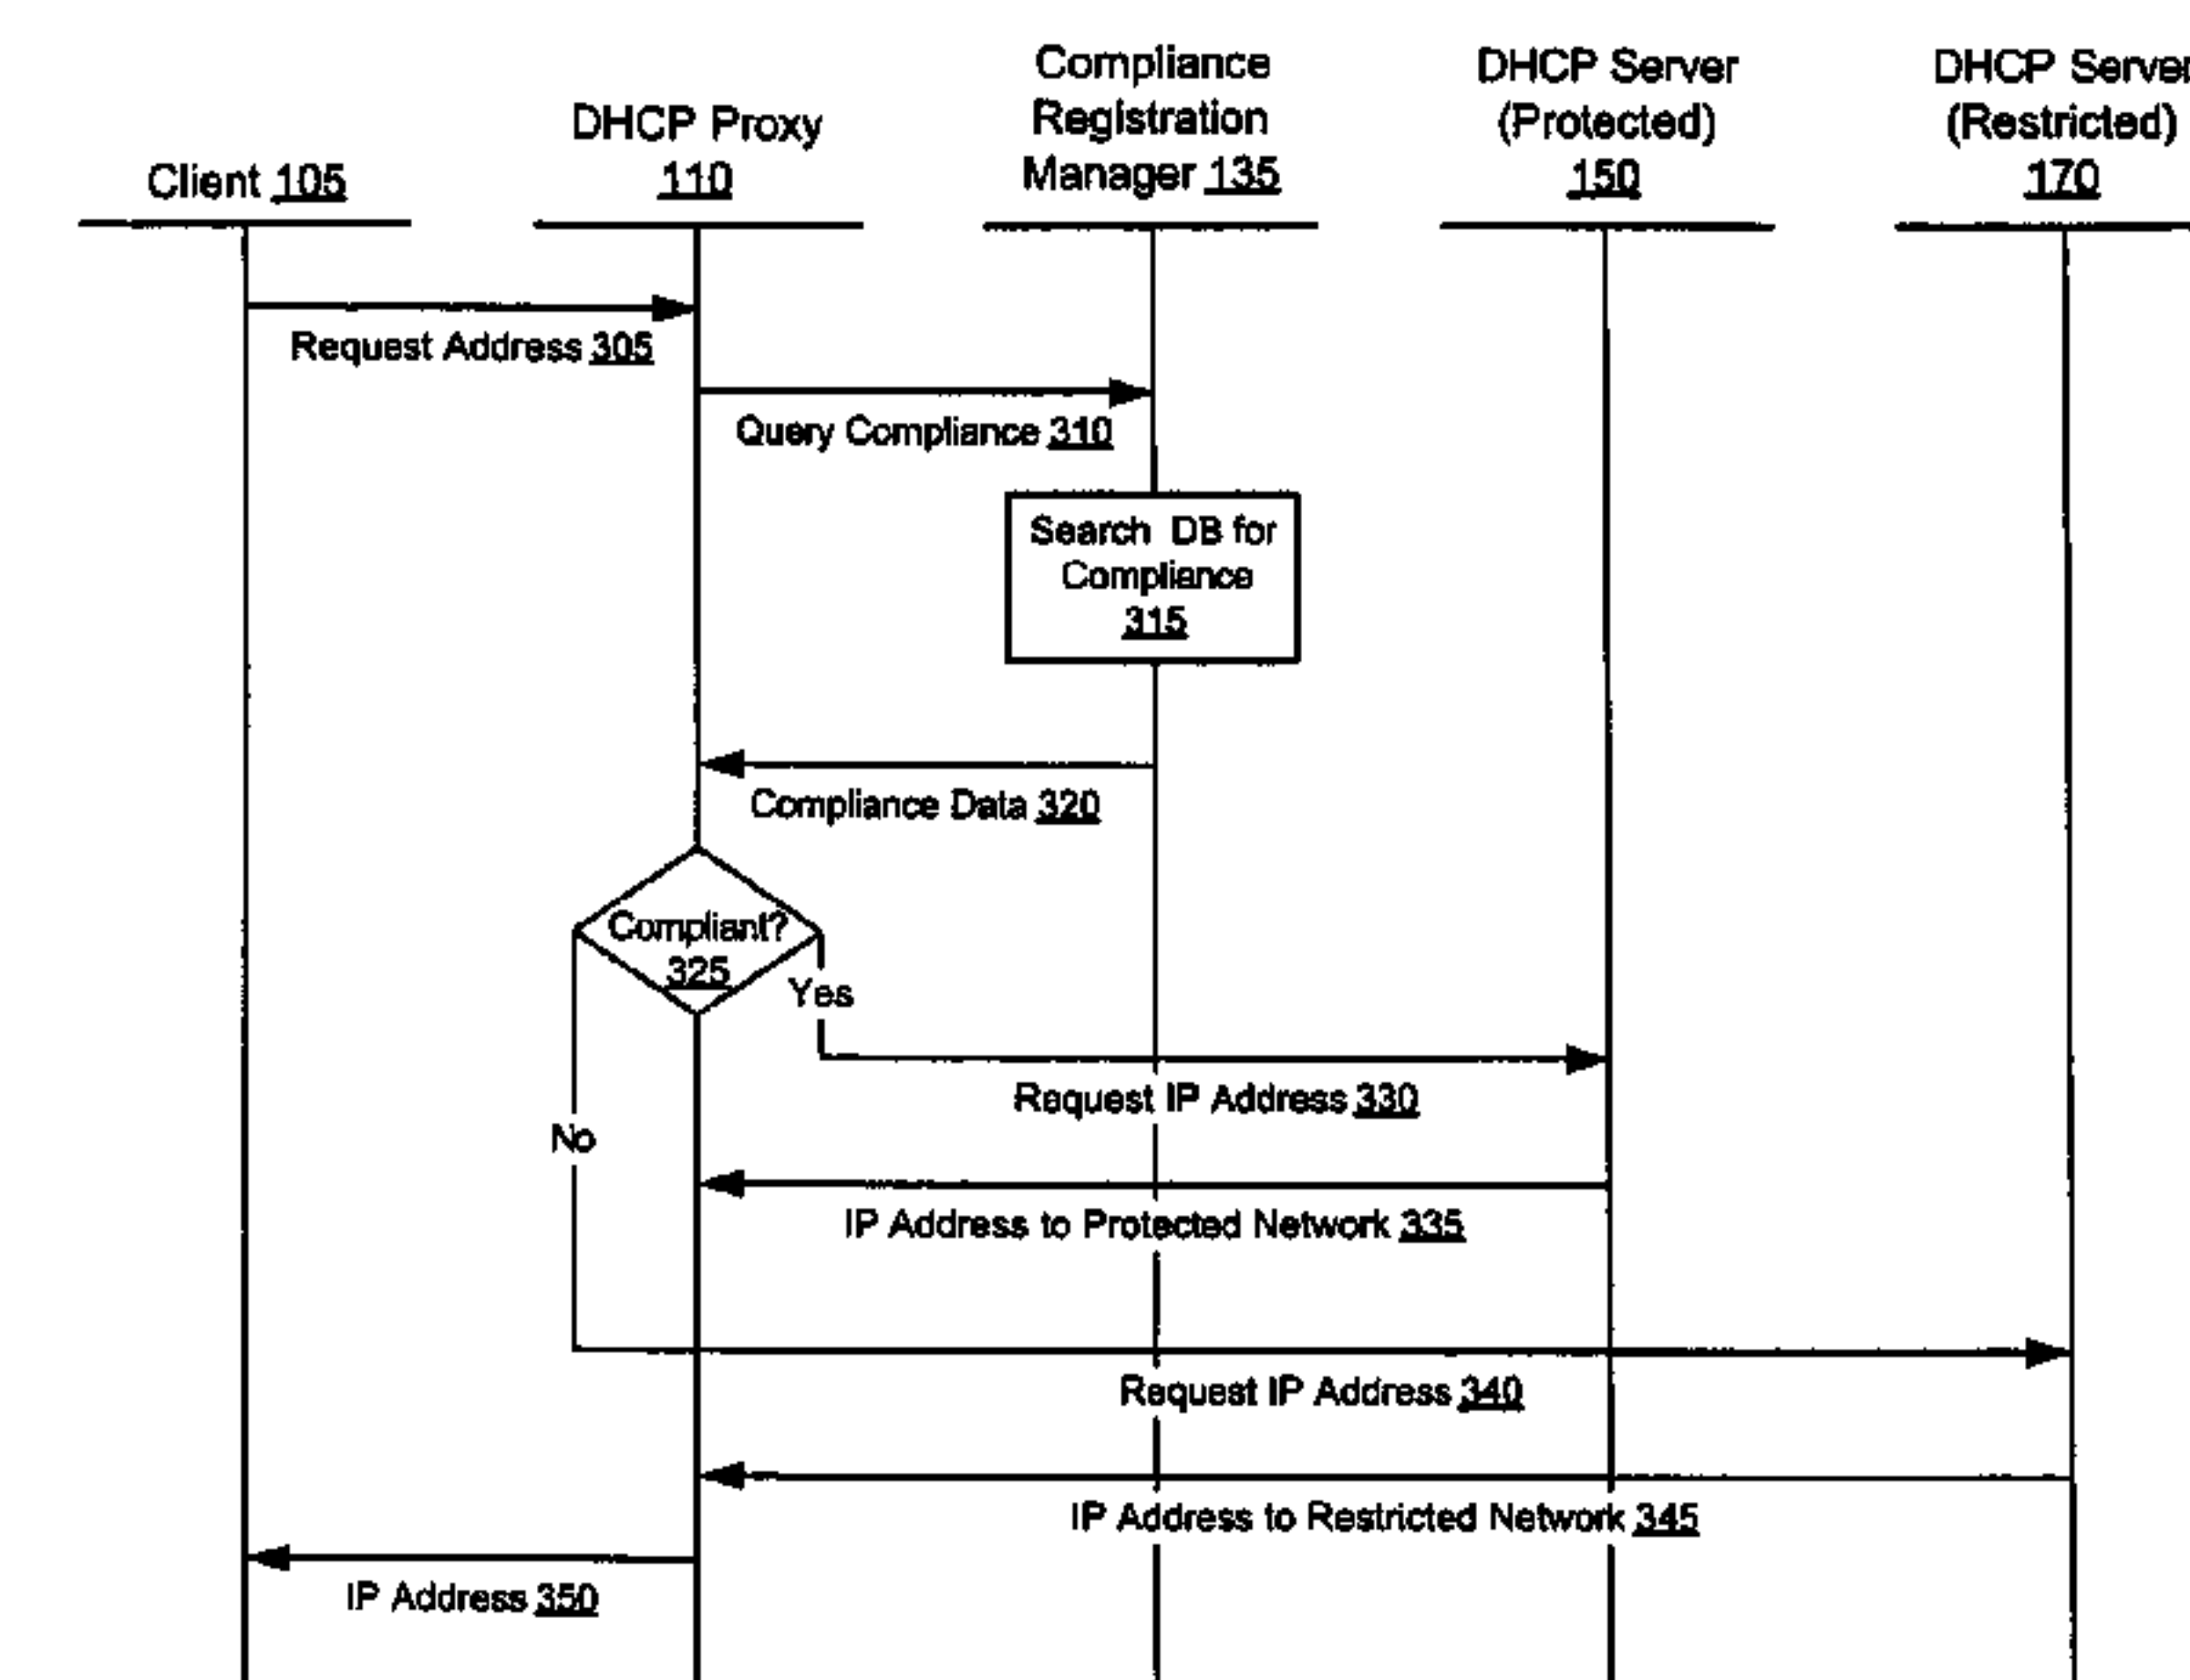 Client 105
DHCP Proxy
110
Compliance
Registration
Manager 135
DHCP Server
(Protected)
150
DHCP Server
(Restricted)
170
Request Address 305
Query Compliance 310
Search DB for
Compliance
315
Compliance Data 320
Compliant?
325
Yes
Request IP Address 330
No
IP Address to Protected Network 335
Request IP Address 340
IP Address to Restricted Network 345
IP Address 350